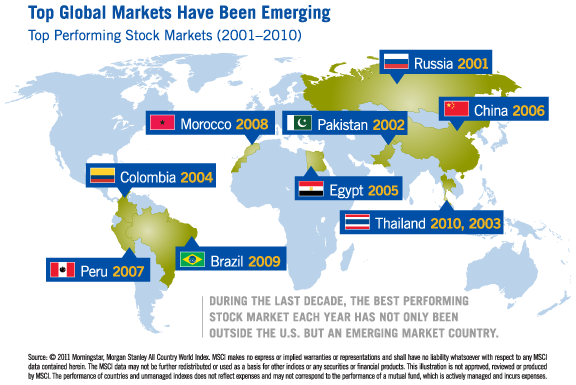 Top Global Markets Have Been Emerging
Top Performing Stock Markets (2001–2010)
Russia 2001
China 2006
Morocco 2008
Pakistan 2002
Colombia 2004
Egypt 2005
Thailand 2010, 2003
Peru 2007
Brazil 2009
DURING THE LAST DECADE, THE BEST PERFORMING
STOCK MARKET EACH YEAR HAS NOT ONLY BEEN
OUTSIDE THE U.S. BUT AN EMERGING MARKET COUNTRY.
Source: © 2011 Morningstar, Morgan Stanley All Country World Index. MSCI makes no express or implied warranties or representations and shall have no liability whatsoever with respect to any MSCI
data contained herein. The MSCI data may not be further redistributed or used as a basis for other indices or any securities or financial products. This illustration is not approved, reviewed or produced
by MSCI. The performance of countries and unmanaged indexes does not reflect expenses and may not correspond to the performance of a mutual fund, which is actively managed and incurs expenses.